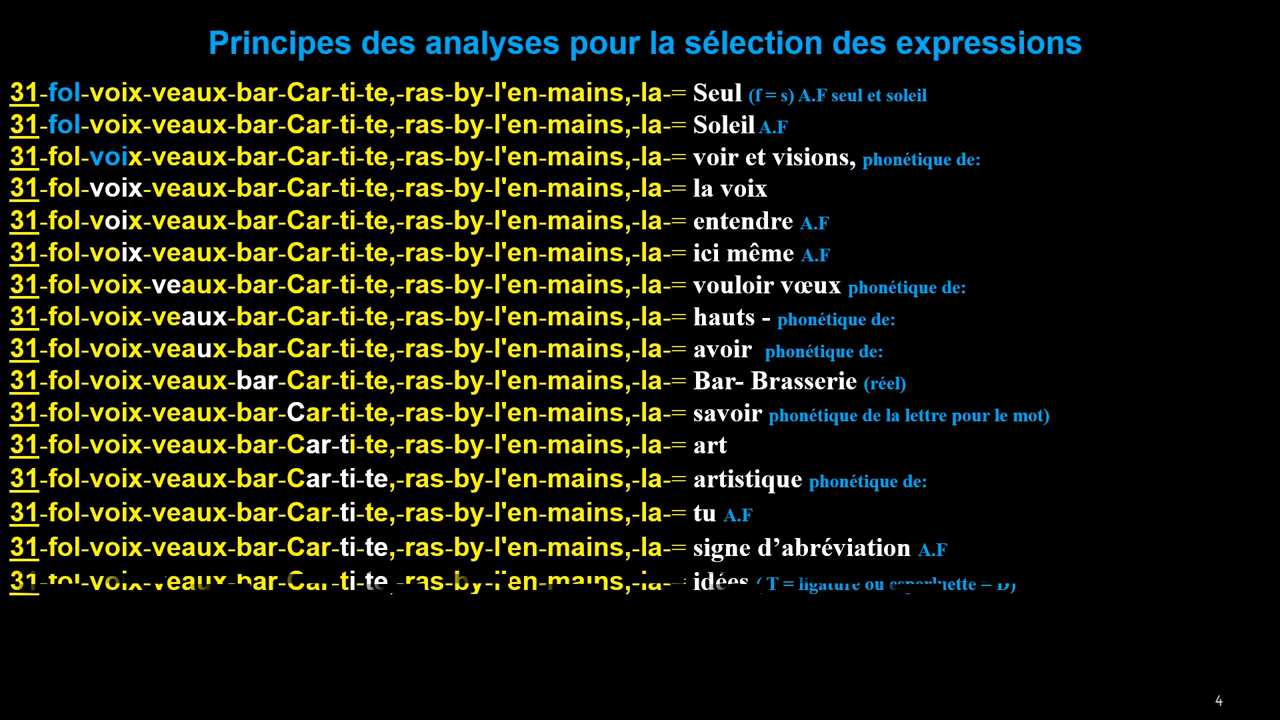 Principes des analyses pour la sélection des expressions
31-fol-voix-veaux-bar-Car-ti-te,-ras-by-l'en-mains,-la-= Seul (f = s) A.F seul et soleil
31-fol-voix-veaux-bar-Car-ti-te,-ras-by-l'en-mains,-la-= Soleil A.F
31-fol-voix-veaux-bar-Car-ti-te,-ras-by-l'en-mains,-la-= voir et visions, phonétique de:
31-fol-voix-veaux-bar-Car-ti-te,-ras-by-l'en-mains,-la-= la voix
31-fol-voix-veaux-bar-Car-ti-te,-ras-by-l'en-mains,-la-= entendre A.F
31-fol-voix-veaux-bar-Car-ti-te,-ras-by-l'en-mains,-la-= ici même A.F
31-fol-voix-veaux-bar-Car-ti-te,-ras-by-l'en-mains,-la-= vouloir vœux phonétique de:
31-fol-voix-veaux-bar-Car-ti-te,-ras-by-l'en-mains,-la-= hauts - phonétique de:
31-fol-voix-veaux-bar-Car-ti-te,-ras-by-l'en-mains,-la-= avoir phonétique de:
31-fol-voix-veaux-bar-Car-ti-te,-ras-by-l'en-mains,-la-= Bar- Brasserie (réel)
31-fol-voix-veaux-bar-Car-ti-te,-ras-by-l'en-mains,-la-= savoir phonétique de la lettre pour le mot)
31-fol-voix-veaux-bar-Car-ti-te,-ras-by-l'en-mains,-la-= art
31-fol-voix-veaux-bar-Car-ti-te,-ras-by-l'en-mains,-la-= artistique phonétique de:
31-fol-voix-veaux-bar-Car-ti-te,-ras-by-l'en-mains,-la-= tu A.F
31-fol-voix-veaux-bar-Car-ti-te,-ras-by-l'en-mains,-la-= signe d’abréviation A.F
31-fol-voix-veaux-bar-Car-ti-te,-ras-by-l'en-mains,-la-= idées ( T = ligature ou esperluette = D)
4